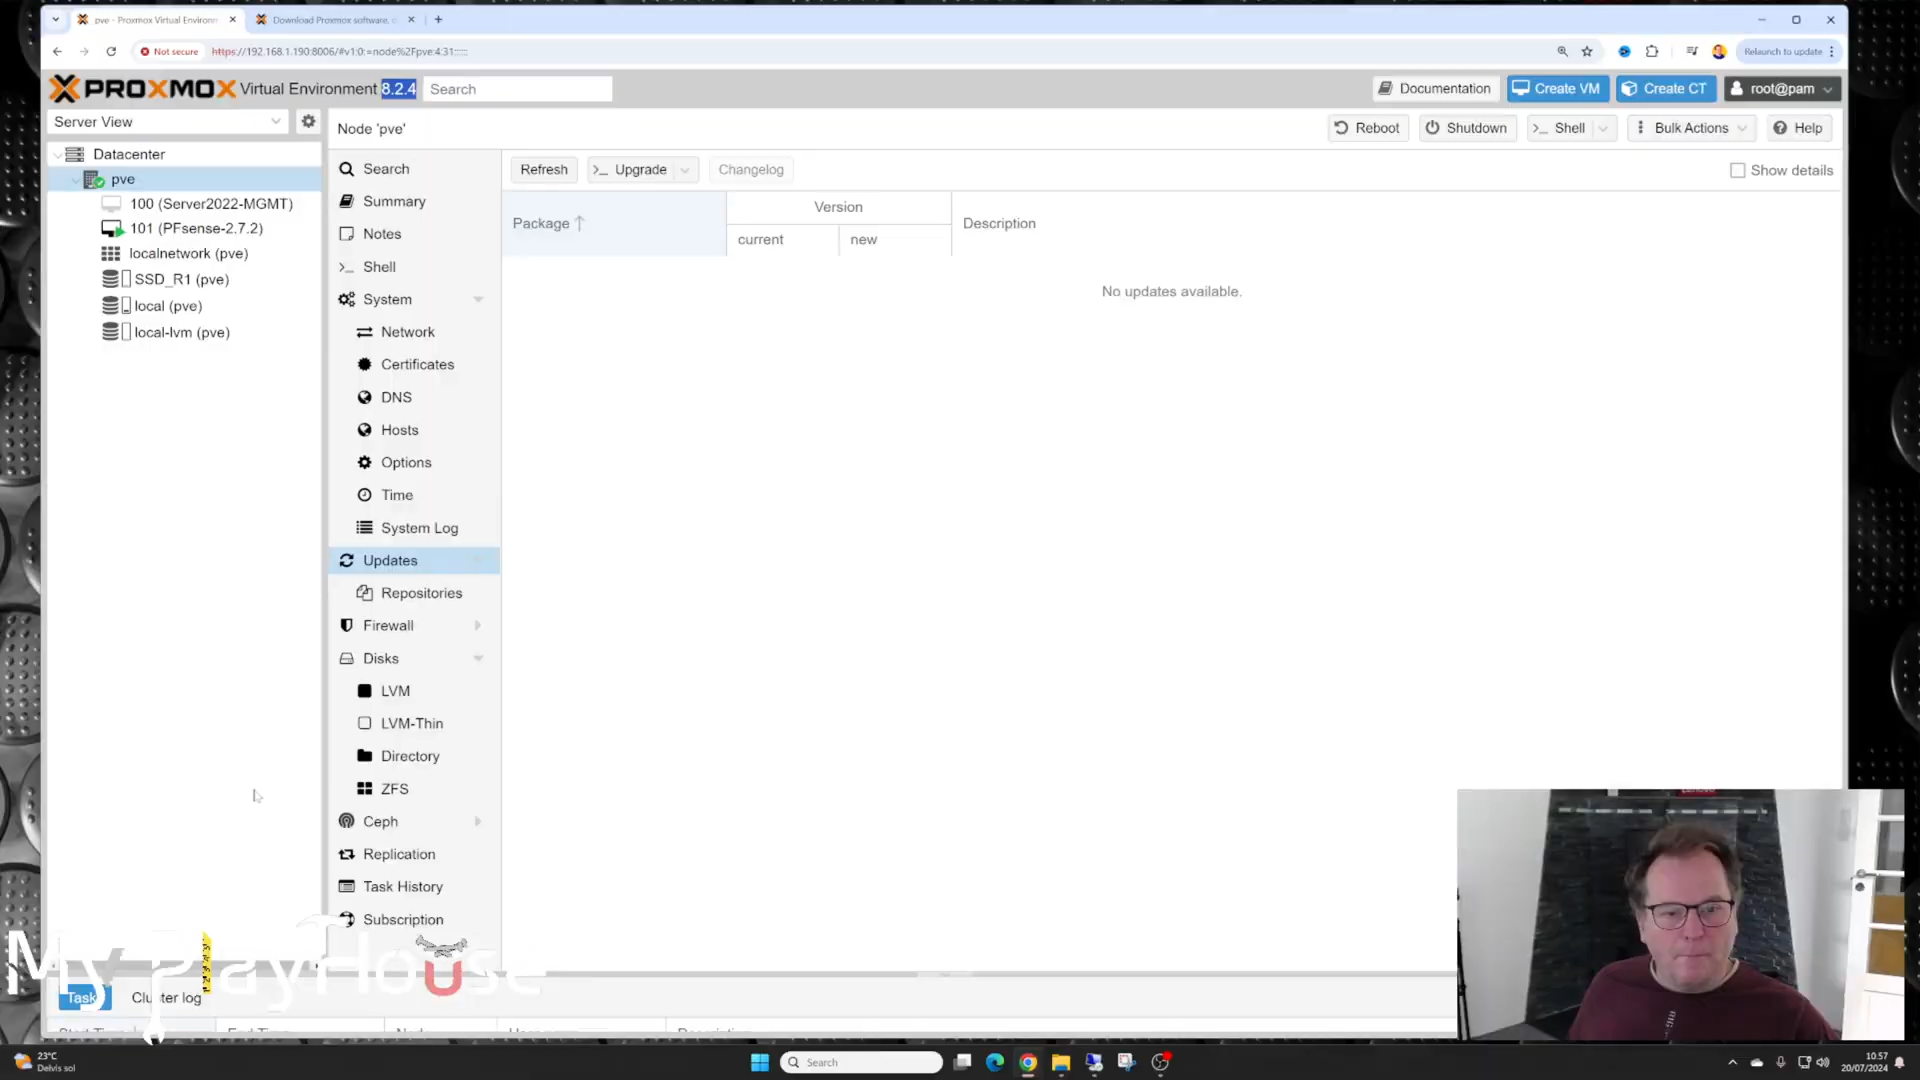 pve - Proxmox Virtual Environm
Download Proxmox software,
Not secure
https://192.168.1.190:8006/#v1:0:=node%2Fpve:4:31::::::
Relaunch to update
PROXMOX Virtual Environment 8.2.4
Search
Documentation
Create VM
Create CT
root@pam
Server View
Node 'pve'
Reboot
Shutdown
Shell
Bulk Actions
Help
Datacenter
pve
100 (Server2022-MGMT)
101 (PFsense-2.7.2)
localnetwork (pve)
SSD_R1 (pve)
local (pve)
local-lvm (pve)
Search
Summary
Notes
Shell
System
Network
Certificates
DNS
Hosts
Options
Time
System Log
Updates
Repositories
Firewall
Disks
LVM
LVM-Thin
Directory
ZFS
Ceph
Replication
Task History
Subscription
Refresh
Upgrade
Changelog
Show details
Package
Version
current
new
Description
No updates available.
My PlayHouse
Task
Cluster log
23°C
Delvis sol
Search
10.57
20/07/2024